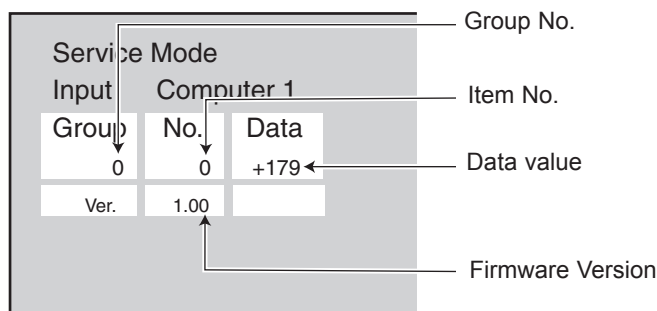 Group No.
Service Mode
Input Computer 1
Item No.
Group No. Data
0 0 +179
Data value
Ver. 1.00
Firmware Version